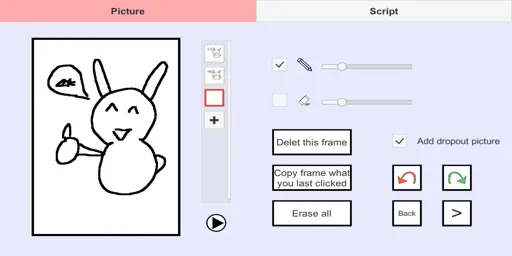 Picture
Script
Delet this frame
Add dropout picture
Copy frame what
you last clicked
Erase all
Back
>